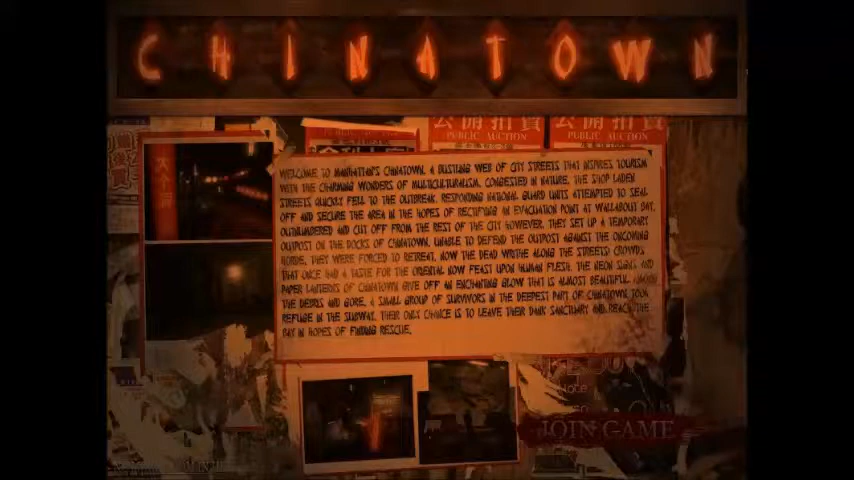 CHINATOWN
公開拍賣 公開拍賣
PUBLIC AUCTION PUBLIC AUCTION PUBLIC AUCTION
WELCOME TO MANHATTAN'S CHINATOWN, A BUSTLING WEB OF CITY STREETS THAT INSPIRES TOURISM
WITH THE CHARMING WONDERS OF MULTICULTURALISM. CONGESTED IN NATURE, THE SHOP LADEN
STREETS QUICKLY FELL TO THE OUTBREAK. RESPONDING NATIONAL GUARD UNITS ATTEMPTED TO SEAL
OFF AND SECURE THE AREA IN THE HOPES OF RECTIFYING AN EVACUATION POINT AT WALLABOUT BAY.
OUTNUMBERED AND CUT OFF FROM THE REST OF THE CITY HOWEVER, THEY SET UP A TEMPORARY
OUTPOST ON THE DOCKS OF CHINATOWN. UNABLE TO DEFEND THE OUTPOST AGAINST THE ONCOMING
HORDE, THEY WERE FORCED TO RETREAT. NOW THE DEAD WRITHE ALONG THE STREETS; CROWDS
THAT ONCE HAD A TASTE FOR THE ORIENTAL NOW FEAST UPON HUMAN FLESH. THE NEON SIGNS AND
PAPER LANTERNS OF CHINATOWN GIVE OFF AN ENCHANTING GLOW THAT IS ALMOST BEAUTIFUL. AMONG
THE DEBRIS AND GORE, A SMALL GROUP OF SURVIVORS IN THE DEEPEST PART OF CHINATOWN TOOK
REFUGE IN THE SUBWAY. THEIR ONLY CHANCE IS TO LEAVE THEIR DANK SANCTUARY AND REACH THE
BAY IN HOPES OF FINDING RESCUE.
JOIN GAME